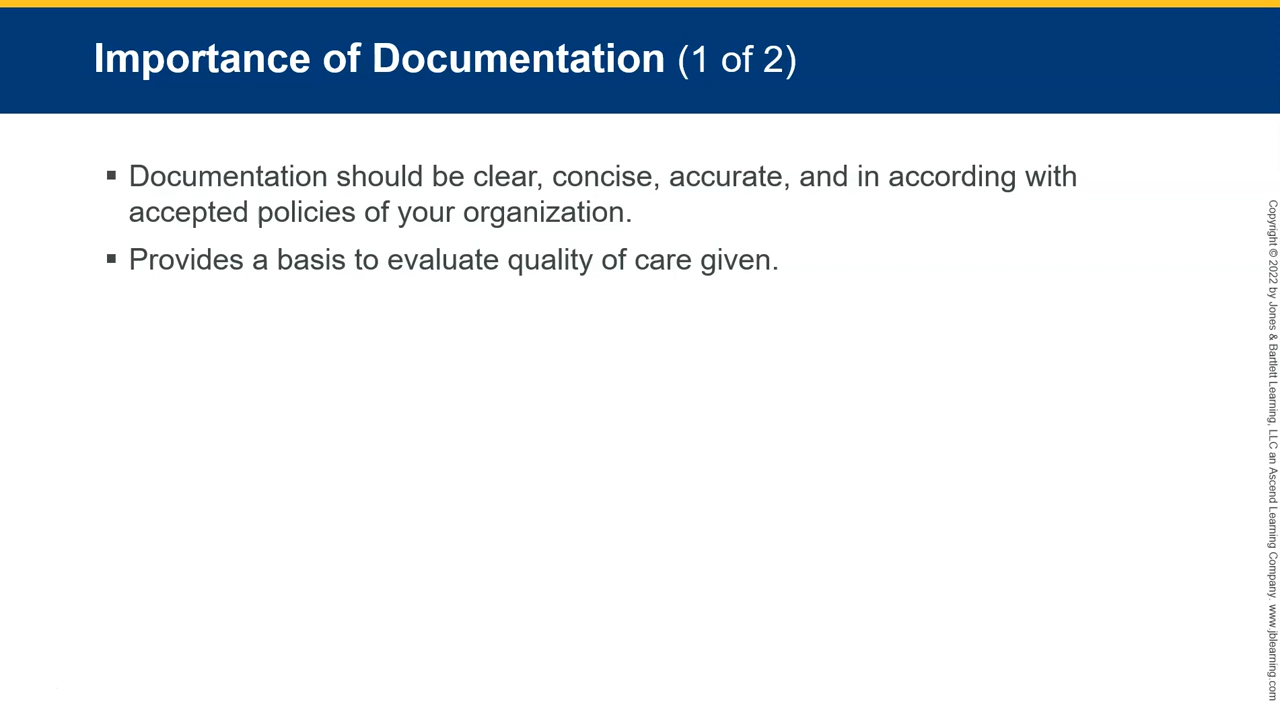 Importance of Documentation (1 of 2)
▪ Documentation should be clear, concise, accurate, and in according with
accepted policies of your organization.
▪ Provides a basis to evaluate quality of care given.
Copyright © 2022 by Jones & Bartlett Learning, LLC an Ascend Learning Company. www.jblearning.com